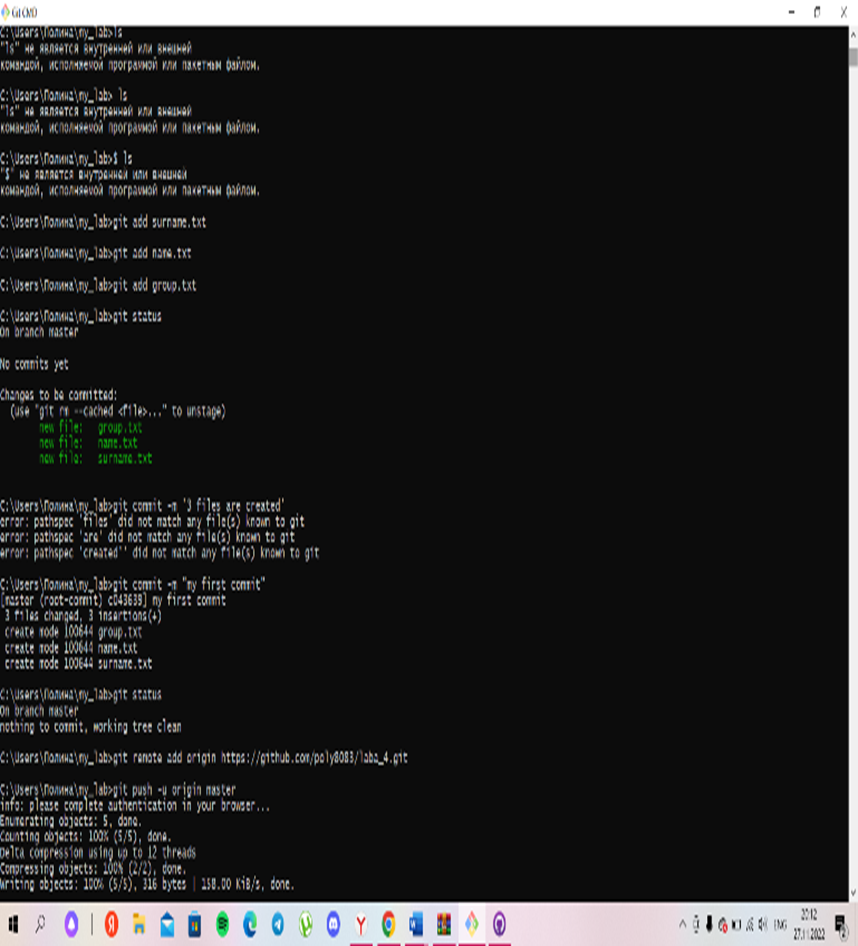 Git CMD
C:\Users\Полина\my_lab>ls
"ls" не является внутренней или внешней
командой, исполняемой программой или пакетным файлом.
C:\Users\Полина\my_lab> ls
"ls" не является внутренней или внешней
командой, исполняемой программой или пакетным файлом.
C:\Users\Полина\my_lab>$ ls
"$" не является внутренней или внешней
командой, исполняемой программой или пакетным файлом.
C:\Users\Полина\my_lab>git add surname.txt
C:\Users\Полина\my_lab>git add name.txt
C:\Users\Полина\my_lab>git add group.txt
C:\Users\Полина\my_lab>git status
On branch master
No commits yet
Changes to be committed:
(use "git rm --cached <file>..." to unstage)
new file: group.txt
new file: name.txt
new file: surname.txt
C:\Users\Полина\my_lab>git commit -m '3 files are created'
error: pathspec 'files' did not match any file(s) known to git
error: pathspec 'are' did not match any file(s) known to git
error: pathspec 'created'' did not match any file(s) known to git
C:\Users\Полина\my_lab>git commit -m "my first commit"
[master (root-commit) c043639] my first commit
3 files changed, 3 insertions(+)
create mode 100644 group.txt
create mode 100644 name.txt
create mode 100644 surname.txt
C:\Users\Полина\my_lab>git status
On branch master
nothing to commit, working tree clean
C:\Users\Полина\my_lab>git remote add origin https://github.com/poly8083/laba_4.git
C:\Users\Полина\my_lab>git push -u origin master
info: please complete authentication in your browser...
Enumerating objects: 5, done.
Counting objects: 100% (5/5), done.
Delta compression using up to 12 threads
Compressing objects: 100% (2/2), done.
Writing objects: 100% (5/5), 316 bytes | 158.00 KiB/s, done.
ENG
20:12
27.11.2022